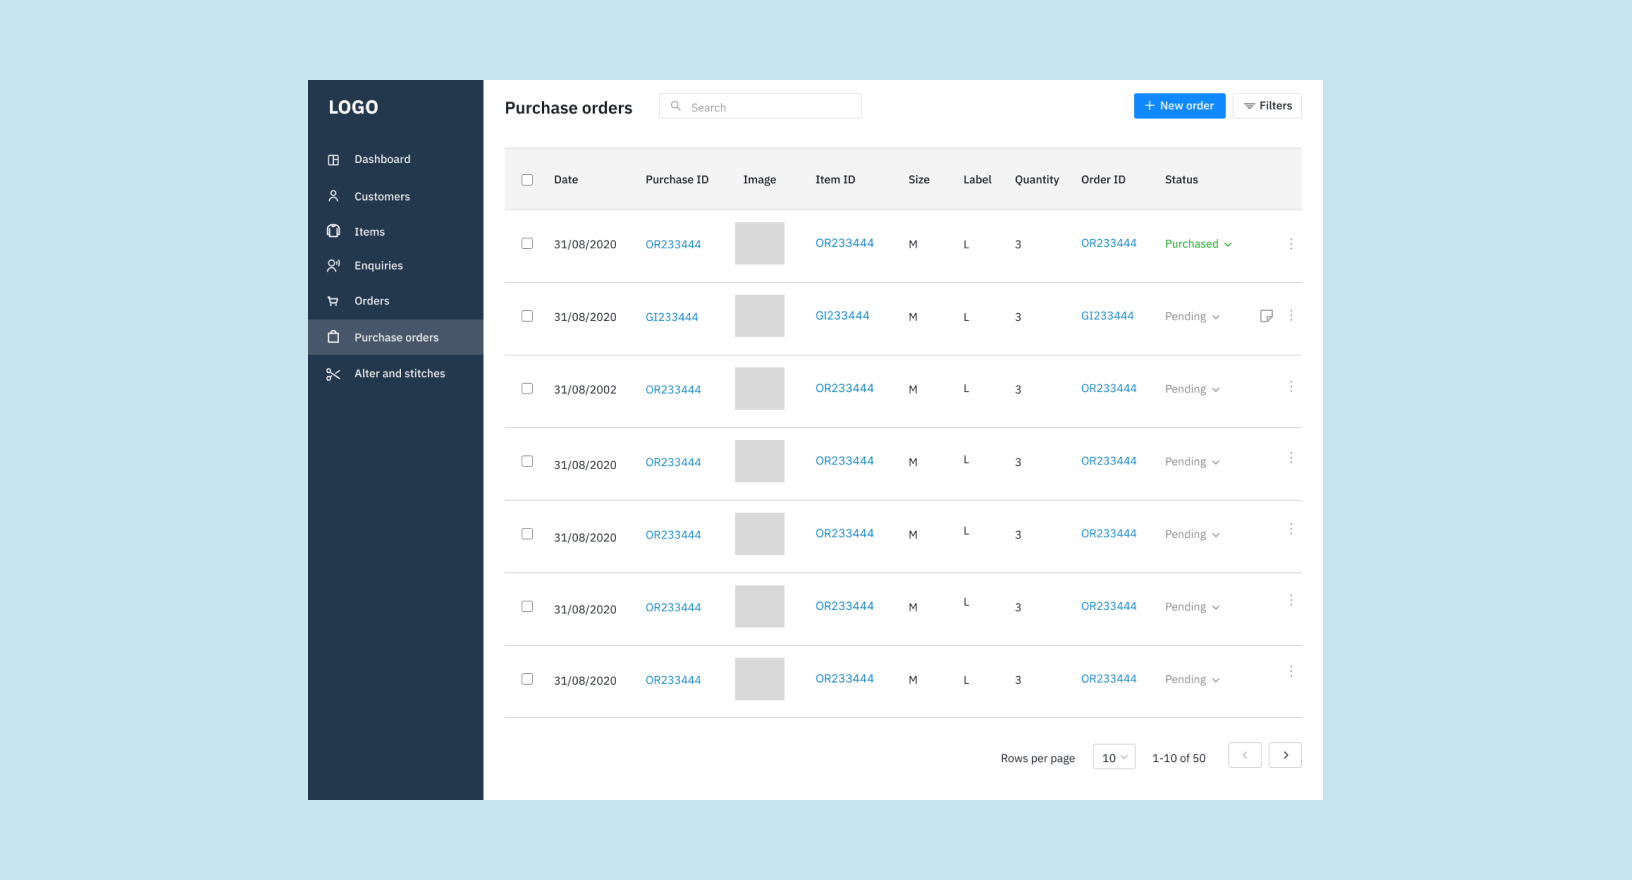 LOGO
Dashboard
Customers
Items
Enquiries
Orders
Purchase orders
Alter and stitches
Purchase orders Search + New order Filters
Date Purchase ID Image Item ID Size Label Quantity Order ID Status
31/08/2020 OR233444 OR233444 M L 3 OR233444 Purchased
31/08/2020 GI233444 GI233444 M L 3 GI233444 Pending
31/08/2002 OR233444 OR233444 M L 3 OR233444 Pending
31/08/2020 OR233444 OR233444 M L 3 OR233444 Pending
31/08/2020 OR233444 OR233444 M L 3 OR233444 Pending
31/08/2020 OR233444 OR233444 M L 3 OR233444 Pending
31/08/2020 OR233444 OR233444 M L 3 OR233444 Pending
Rows per page 10 1-10 of 50